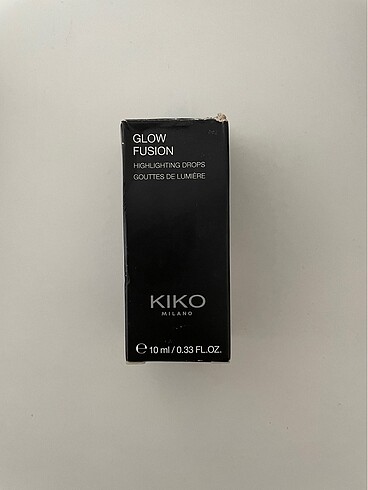 GLOW
FUSION
HIGHLIGHTING DROPS
GOUTTES DE LUMIÈRE
KIKO
MILANO
℮ 10 ml / 0.33 FL.OZ.